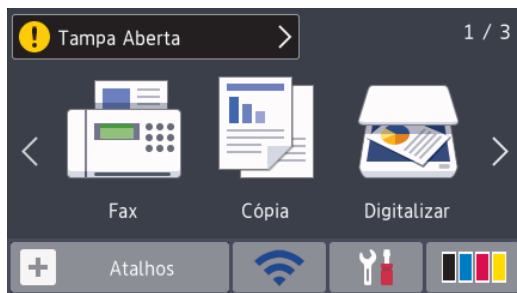 Tampa Aberta
1 / 3
Fax
Cópia
Digitalizar
Atalhos